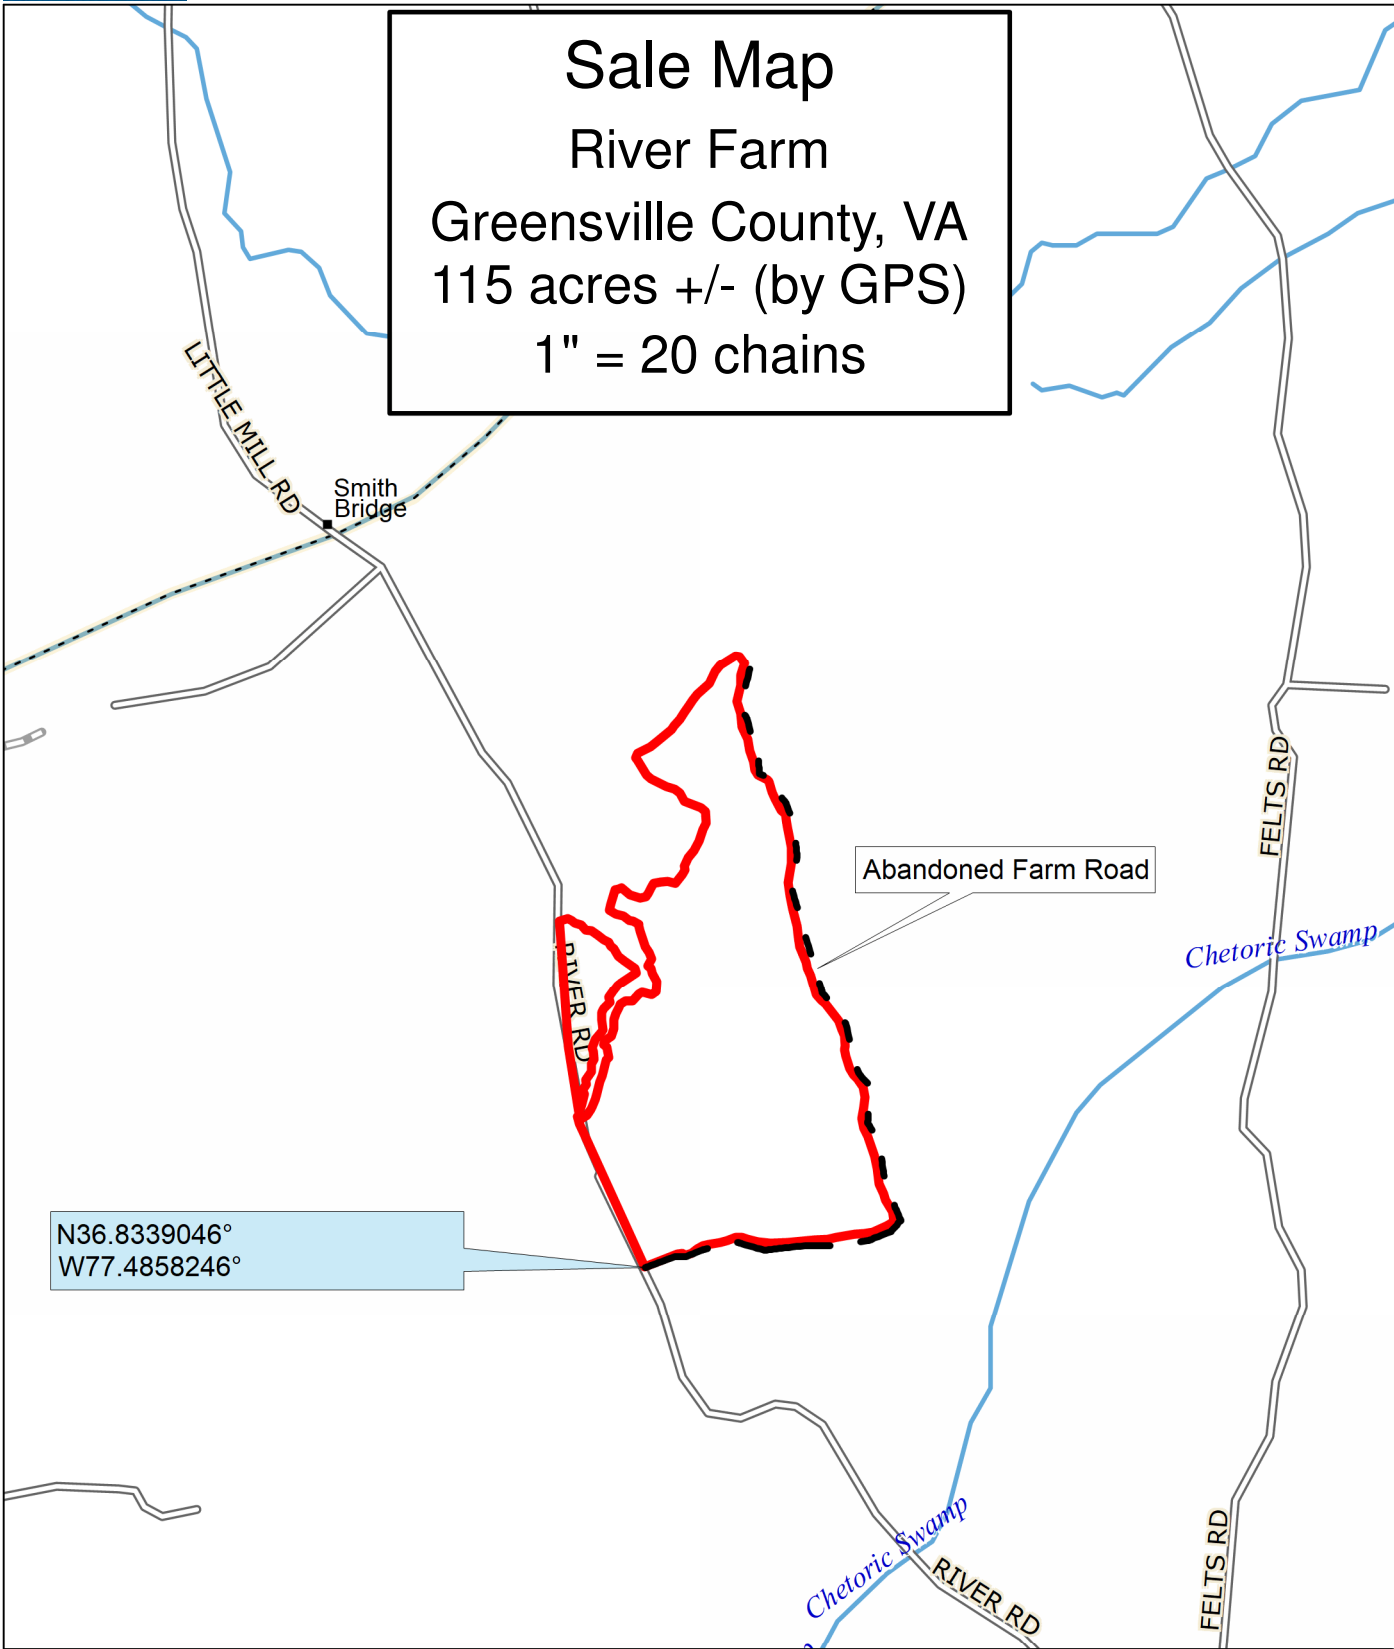 Sale Map
River Farm
Greensville County, VA
115 acres +/- (by GPS)
1" = 20 chains
LITTLE MILL RD
Smith
Bridge
FELTS RD
Abandoned Farm Road
Chetoric Swamp
RIVER RD
N36.8339046°
W77.4858246°
Chetoric Swamp
RIVER RD
FELTS RD